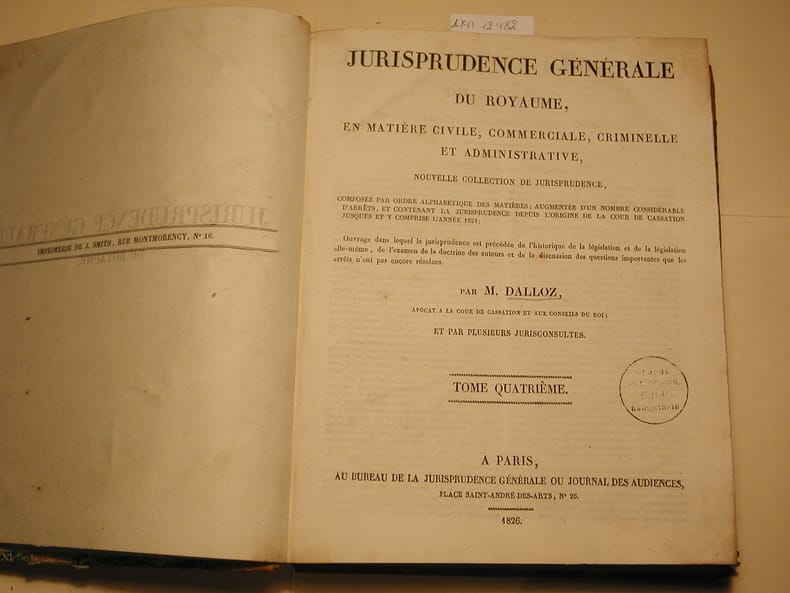 IMPRIMERIE DE J. SMITH, RUE MONTMORENCY, N° 16.
12482
JURISPRUDENCE GÉNÉRALE
DU ROYAUME,
EN MATIÈRE CIVILE, COMMERCIALE, CRIMINELLE
ET ADMINISTRATIVE,
NOUVELLE COLLECTION DE JURISPRUDENCE,
COMPOSÉE PAR ORDRE ALPHABETIQUE DES MATIÈRES; AUGMENTÉE D'UN NOMBRE CONSIDÉRABLE
D'ARRÊTS, ET CONTENANT LA JURISPRUDENCE DEPUIS L'ORIGINE DE LA COUR DE CASSATION
JUSQUES ET Y COMPRISE L'ANNÉE 1824;
Ouvrage dans lequel la jurisprudence est précédée de l'historique de la législation et de la législation
elle-même, de l'examen de la doctrine des auteurs et de la discussion des questions importantes que les
arrêts n'ont pas encore résolues.
PAR M. DALLOZ,
AVOCAT A LA COUR DE CASSATION ET AUX CONSEILS DU ROI;
ET PAR PLUSIEURS JURISCONSULTES.
TOME QUATRIÈME.
A PARIS,
AU BUREAU DE LA JURISPRUDENCE GÉNÉRALE OU JOURNAL DES AUDIENCES,
PLACE SAINT-ANDRÉ-DES-ARTS, N° 26.
1826.